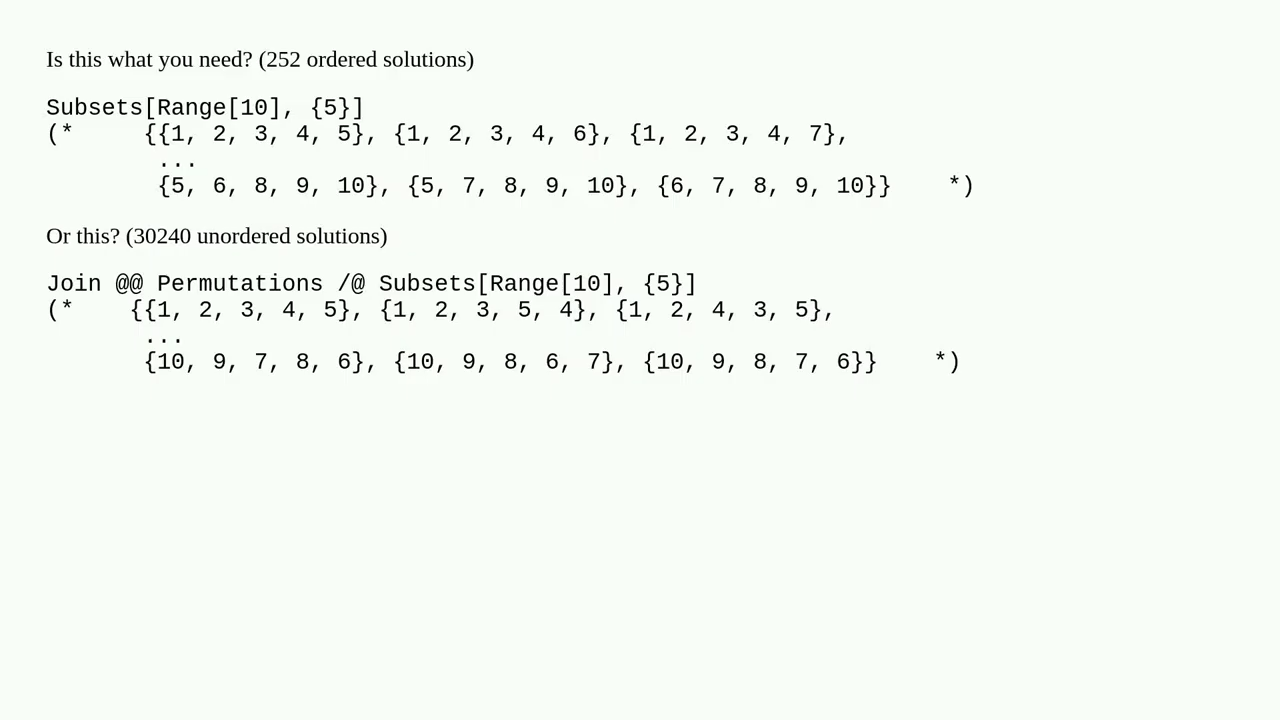 Is this what you need? (252 ordered solutions)
Subsets[Range[10], {5}]
(*     {{1, 2, 3, 4, 5}, {1, 2, 3, 4, 6}, {1, 2, 3, 4, 7},
        ...
        {5, 6, 8, 9, 10}, {5, 7, 8, 9, 10}, {6, 7, 8, 9, 10}}    *)
Or this? (30240 unordered solutions)
Join @@ Permutations /@ Subsets[Range[10], {5}]
(*    {{1, 2, 3, 4, 5}, {1, 2, 3, 5, 4}, {1, 2, 4, 3, 5},
       ...
       {10, 9, 7, 8, 6}, {10, 9, 8, 6, 7}, {10, 9, 8, 7, 6}}    *)